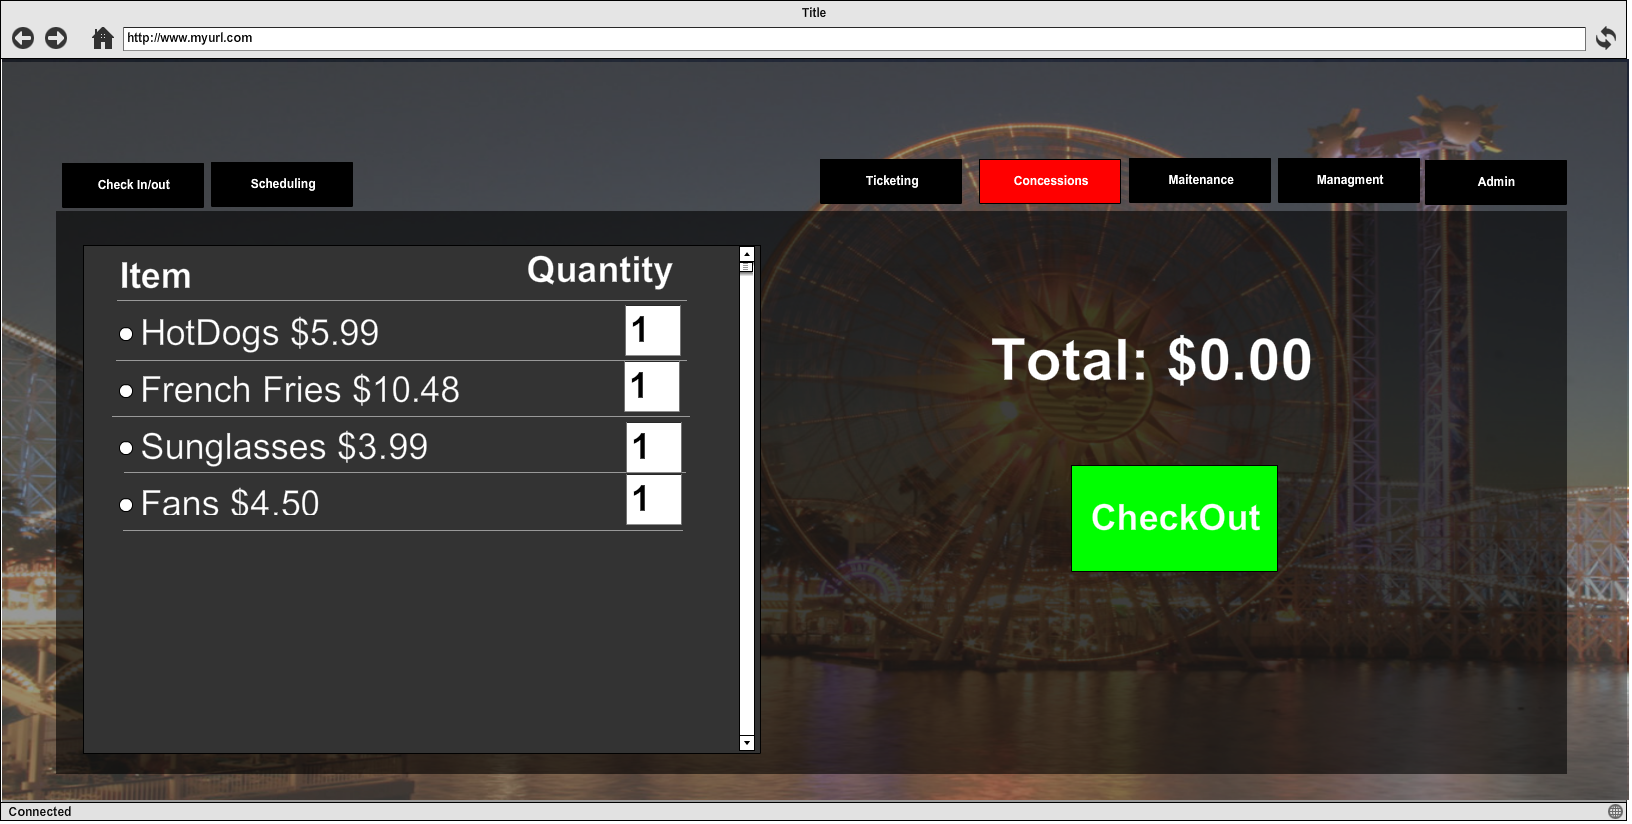 Title
http://www.myurl.com
Check In/out
Scheduling
Ticketing
Concessions
Maitenance
Managment
Admin
Item
Quantity
HotDogs $5.99
1
French Fries $10.48
1
Sunglasses $3.99
1
Fans $4.50
1
Total: $0.00
CheckOut
Connected